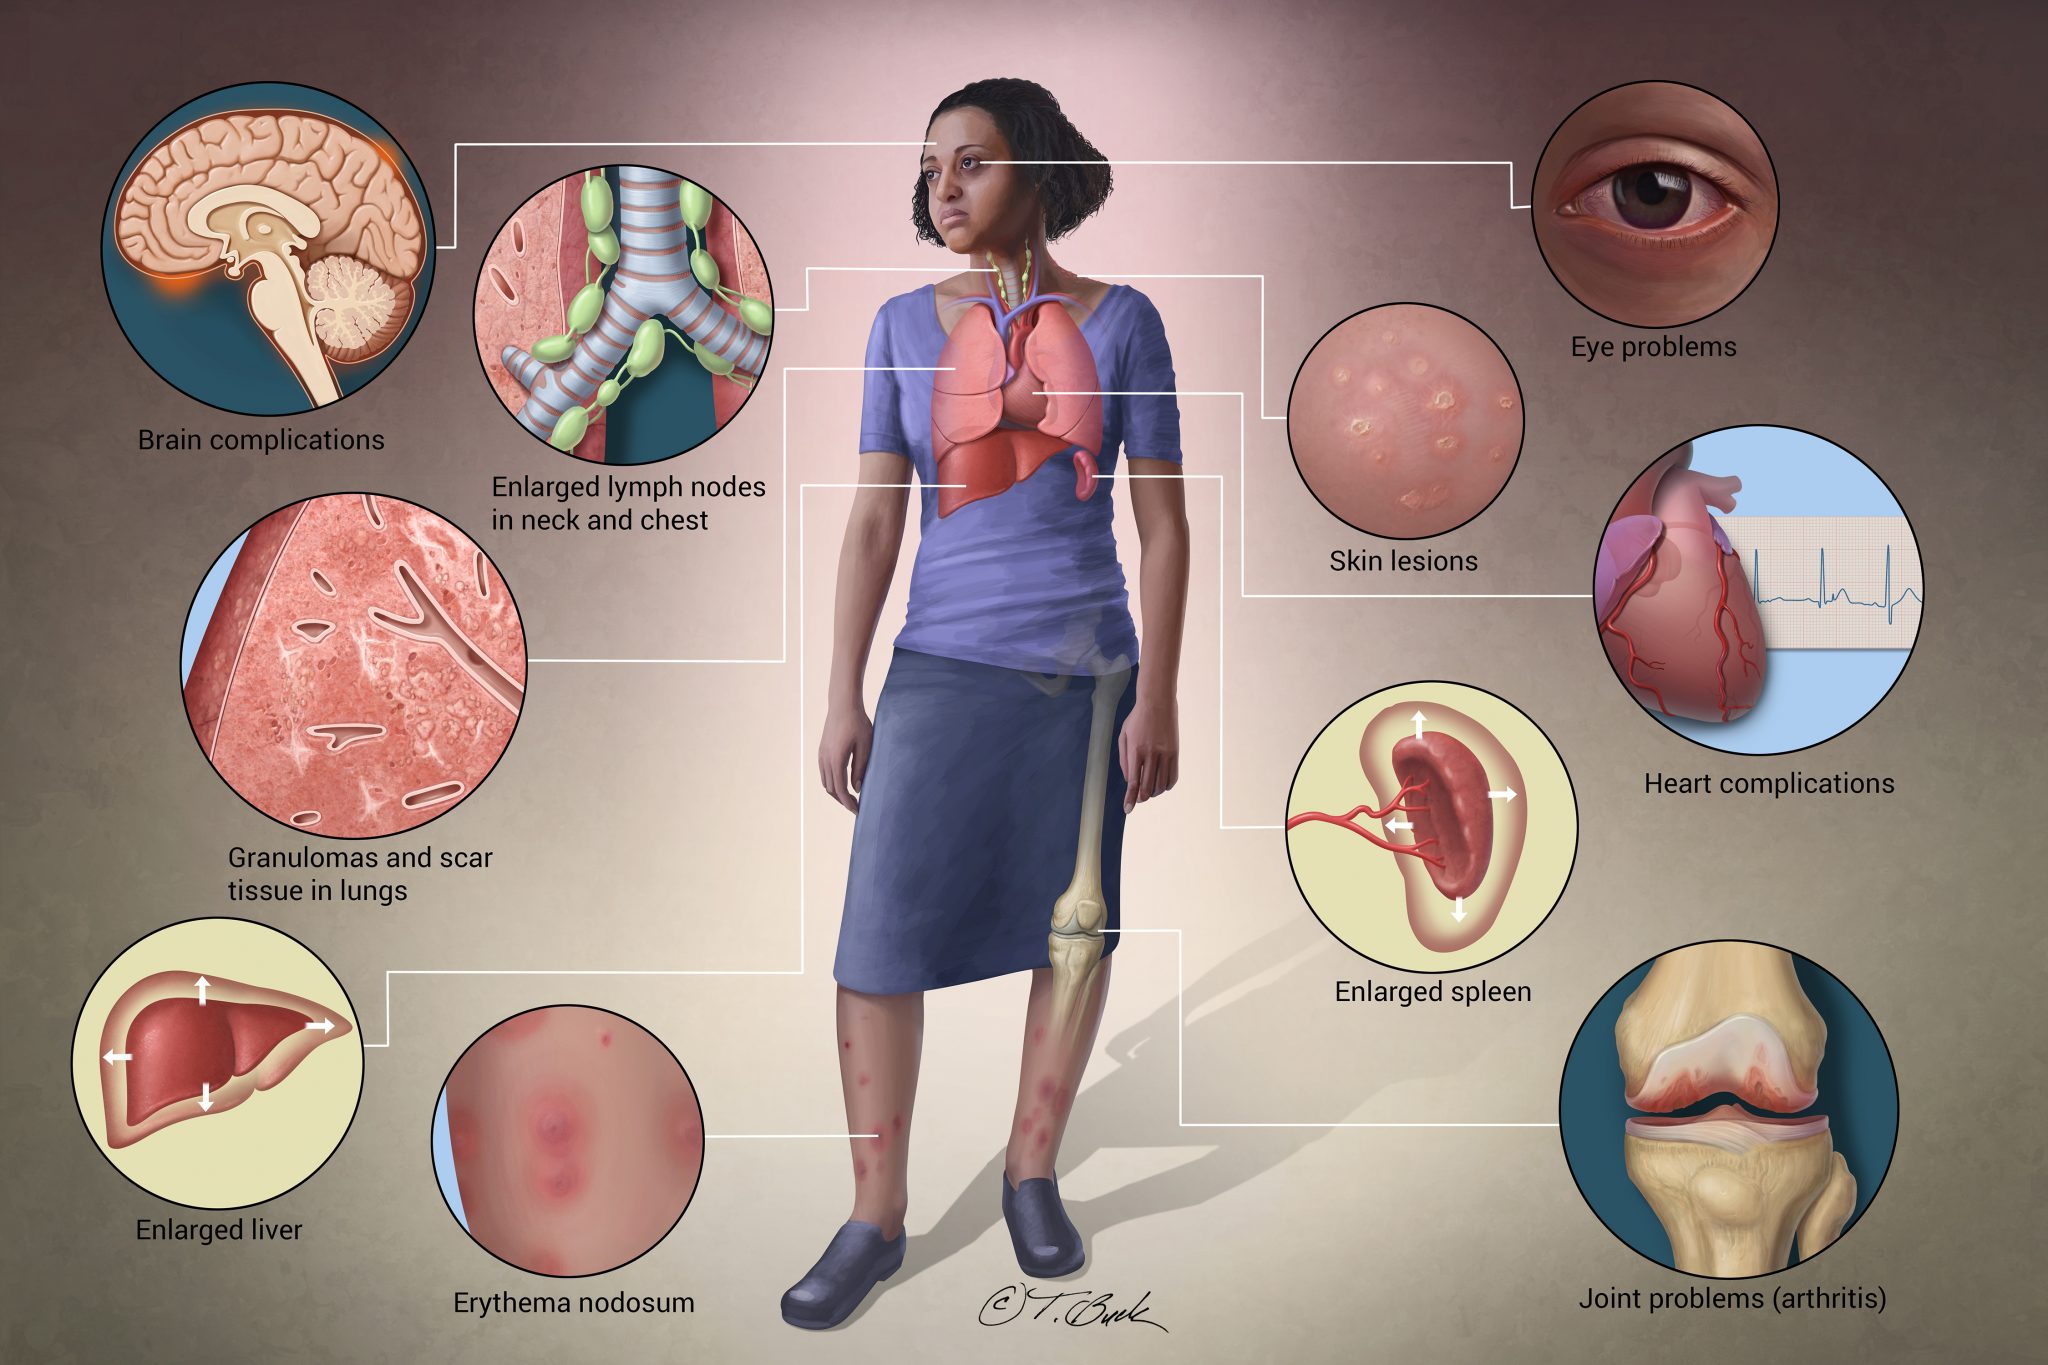 Brain complications
Enlarged lymph nodes
in neck and chest
Eye problems
Skin lesions
Heart complications
Granulomas and scar
tissue in lungs
Enlarged spleen
Enlarged liver
Erythema nodosum
Joint problems (arthritis)
© T. Buck